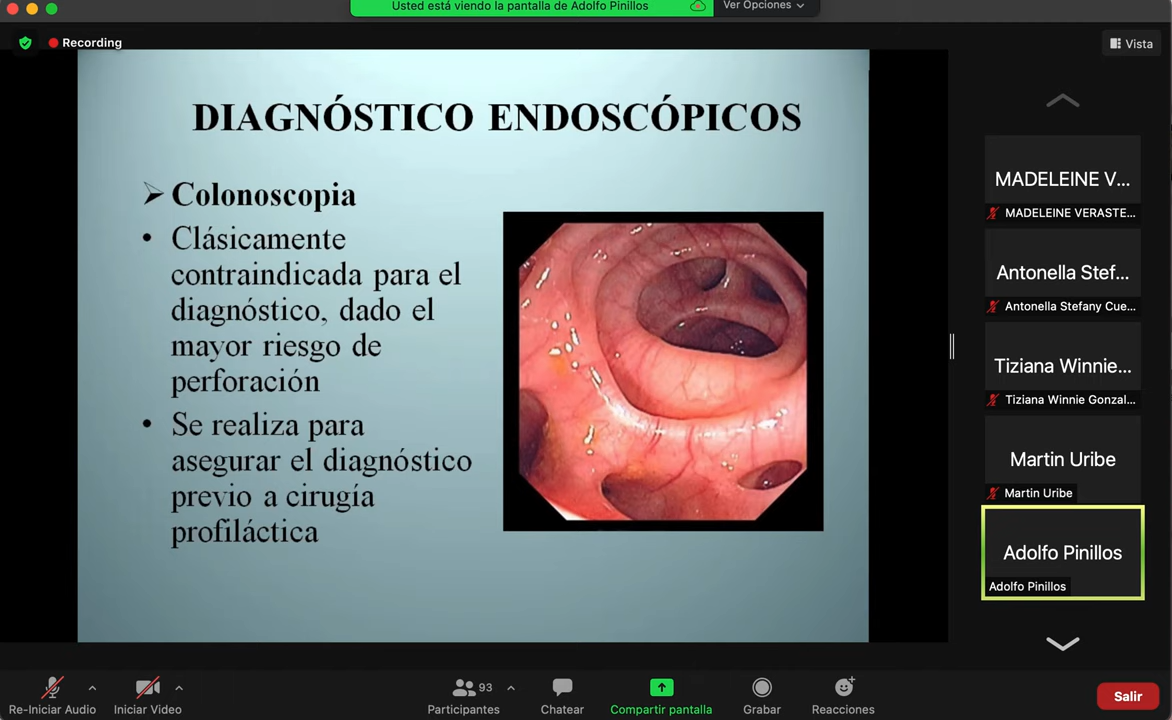 Usted está viendo la pantalla de Adolfo Pinillos
Ver Opciones
Recording
Vista
DIAGNÓSTICO ENDOSCÓPICOS
➢ Colonoscopia
• Clásicamente
contraindicada para el
diagnóstico, dado el
mayor riesgo de
perforación
• Se realiza para
asegurar el diagnóstico
previo a cirugía
profiláctica
MADELEINE V...
MADELEINE VERASTE...
Antonella Stef...
Antonella Stefany Cue...
Tiziana Winnie...
Tiziana Winnie Gonzal...
Martin Uribe
Martin Uribe
Adolfo Pinillos
Adolfo Pinillos
Re-Iniciar Audio
Iniciar Video
93
Participantes
Chatear
Compartir pantalla
Grabar
Reacciones
Salir